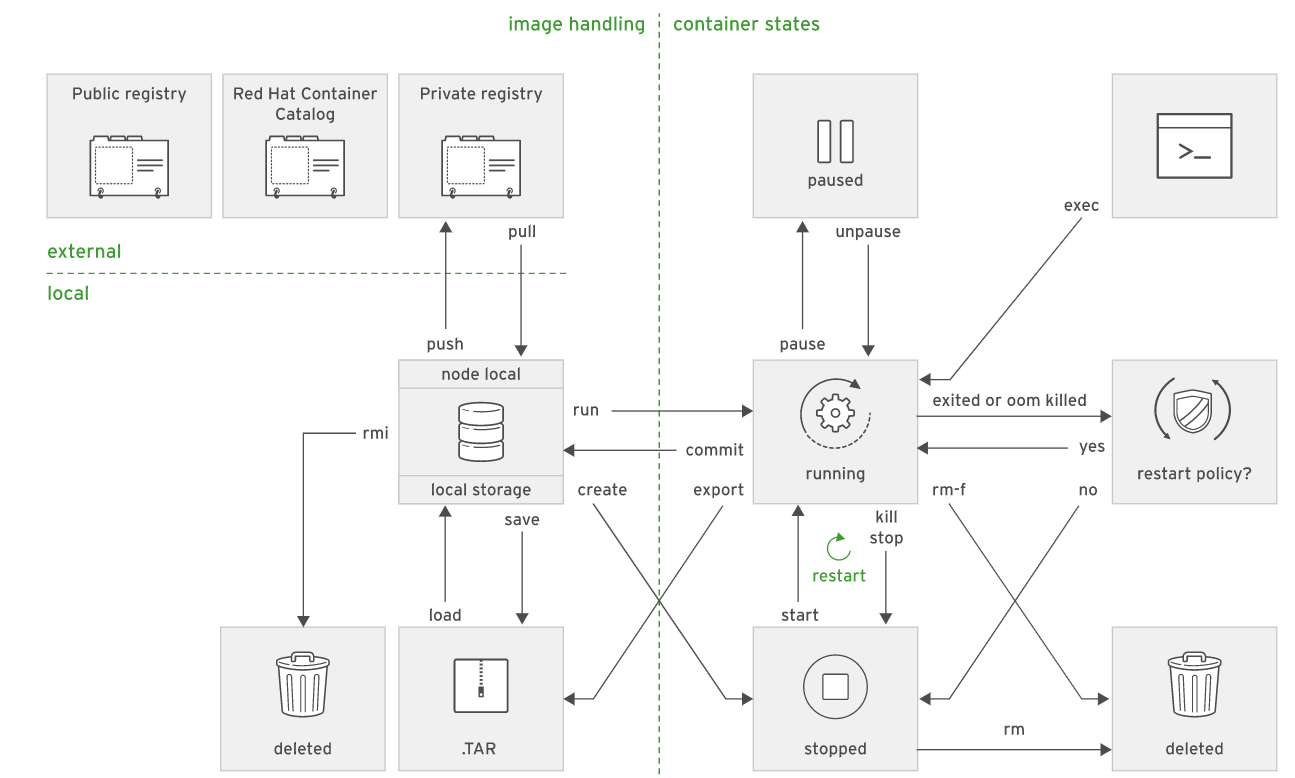 image handling
container states
Public registry
Red Hat Container
Catalog
Private registry
paused
>_
exec
pull
unpause
external
local
push
pause
node local
run
exited or oom killed
rmi
commit
yes
running
restart policy?
local storage
create
export
rm-f
no
save
kill
stop
restart
load
start
deleted
.TAR
stopped
rm
deleted